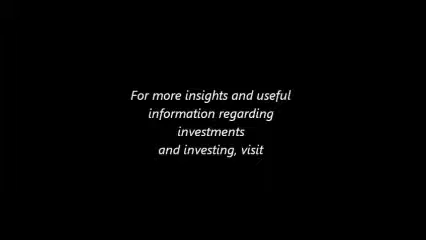 For more insights and useful
information regarding
investments
and investing, visit